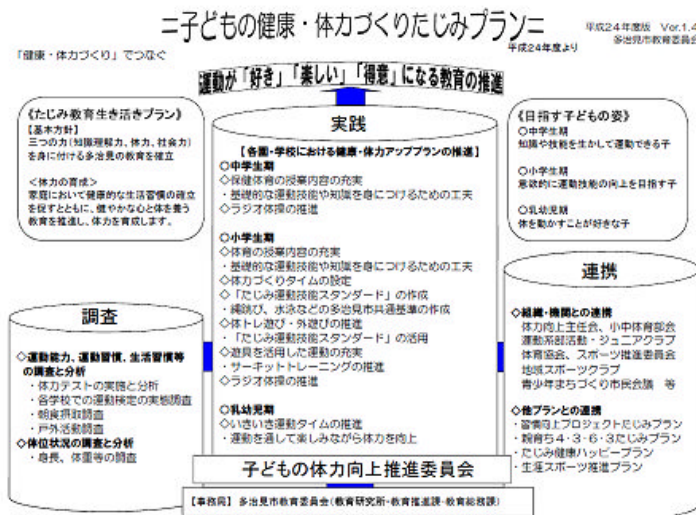 =子どもの健康・体力づくりたじみプラン=
平成24年度版 Ver.1.4
多治見市教育委員会
平成24年度より
「健康・体力づくり」でつなぐ
運動が「好き」「楽しい」「得意」になる教育の推進
《たじみ教育生き活きプラン》
【基本方針】
三つの力(知識理解力、体力、社会力)
を身に付ける多治見の教育を確立
<体力の育成>
家庭において健康的な生活習慣の確立
を促すとともに、健やかな心と体を養う
教育を推進し、体力を育成します。
実践
【各園・学校における健康・体力アッププランの推進】
○中学生期
◇保健体育の授業内容の充実
・基礎的な運動技能や知識を身につけるための工夫
◇ラジオ体操の推進
○小学生期
◇体育の授業内容の充実
・基礎的な運動技能や知識を身につけるための工夫
◇体力づくりタイムの設定
◇「たじみ運動技能スタンダード」の作成
・縄跳び、水泳などの多治見市共通基準の作成
◇体トレ遊び・外遊びの推進
・「たじみ運動技能スタンダード」の活用
◇遊具を活用した運動の充実
・サーキットトレーニングの推進
◇ラジオ体操の推進
○乳幼児期
◇いきいき運動タイムの推進
・運動を通して楽しみながら体力を向上
《目指す子どもの姿》
○中学生期
知識や技能を生かして運動できる子
○小学生期
意欲的に運動技能の向上を目指す子
○乳幼児期
体を動かすことが好きな子
調査
◇運動能力、運動習慣、生活習慣等
の調査と分析
・体力テストの実施と分析
・各学校での運動検定の実態調査
・朝食摂取調査
・戸外活動調査
◇体位状況の調査と分析
・身長、体重等の調査
連携
◇組織・機関との連携
体力向上主任会、小中体育部会
運動系部活動・ジュニアクラブ
体育協会、スポーツ推進委員会
地域スポーツクラブ
青少年まちづくり市民会議 等
◇他プランとの連携
・習慣向上プロジェクトたじみプラン
・親育ち4・3・6・3たじみプラン
・たじみ健康ハッピープラン
・生涯スポーツ推進プラン
子どもの体力向上推進委員会
【事務局】 多治見市教育委員会(教育研究所・教育推進課・教育総務課)